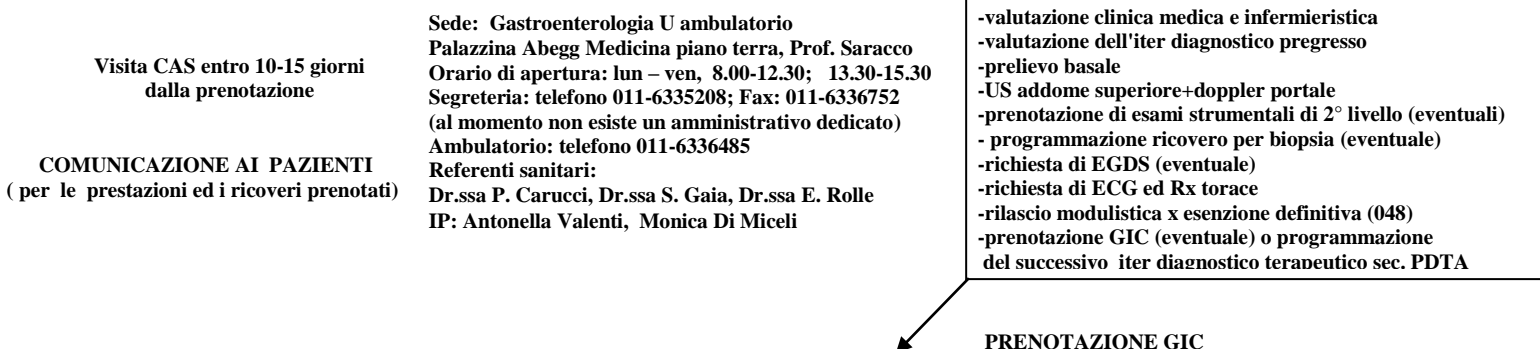 Visita CAS entro 10-15 giorni
dalla prenotazione
COMUNICAZIONE AI PAZIENTI
( per le prestazioni ed i ricoveri prenotati)
Sede: Gastroenterologia U ambulatorio
Palazzina Abegg Medicina piano terra, Prof. Saracco
Orario di apertura: lun – ven, 8.00-12.30; 13.30-15.30
Segreteria: telefono 011-6335208; Fax: 011-6336752
(al momento non esiste un amministrativo dedicato)
Ambulatorio: telefono 011-6336485
Referenti sanitari:
Dr.ssa P. Carucci, Dr.ssa S. Gaia, Dr.ssa E. Rolle
IP: Antonella Valenti, Monica Di Miceli
-valutazione clinica medica e infermieristica
-valutazione dell'iter diagnostico pregresso
-prelievo basale
-US addome superiore+doppler portale
-prenotazione di esami strumentali di 2° livello (eventuali)
- programmazione ricovero per biopsia (eventuale)
-richiesta di EGDS (eventuale)
-richiesta di ECG ed Rx torace
-rilascio modulistica x esenzione definitiva (048)
-prenotazione GIC (eventuale) o programmazione
del successivo iter diagnostico terapeutico sec. PDTA
PRENOTAZIONE GIC